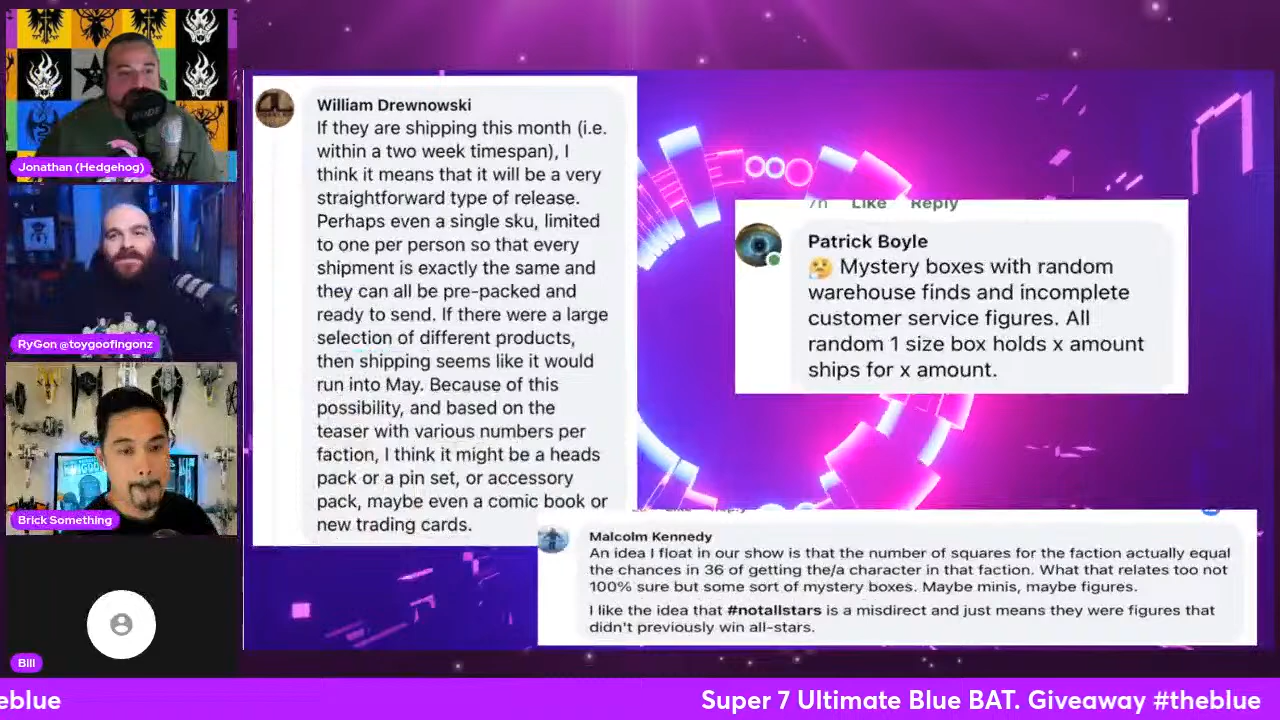 Jonathan (Hedgehog)
RyGon @toygoofingonz
Brick Something
Bill
William Drewnowski
If they are shipping this month (i.e.
within a two week timespan), I
think it means that it will be a very
straightforward type of release.
Perhaps even a single sku, limited
to one per person so that every
shipment is exactly the same and
they can all be pre-packed and
ready to send. If there were a large
selection of different products,
then shipping seems like it would
run into May. Because of this
possibility, and based on the
teaser with various numbers per
faction, I think it might be a heads
pack or a pin set, or accessory
pack, maybe even a comic book or
new trading cards.
7h Like Reply
Patrick Boyle
🤔 Mystery boxes with random
warehouse finds and incomplete
customer service figures. All
random 1 size box holds x amount
ships for x amount.
Malcolm Kennedy
An idea I float in our show is that the number of squares for the faction actually equal
the chances in 36 of getting the/a character in that faction. What that relates too not
100% sure but some sort of mystery boxes. Maybe minis, maybe figures.
I like the idea that #notallstars is a misdirect and just means they were figures that
didn't previously win all-stars.
eblue Super 7 Ultimate Blue BAT. Giveaway #theblue